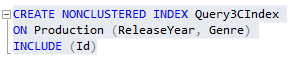 CREATE NONCLUSTERED INDEX Query3CIndex
ON Production (ReleaseYear, Genre)
INCLUDE (Id)